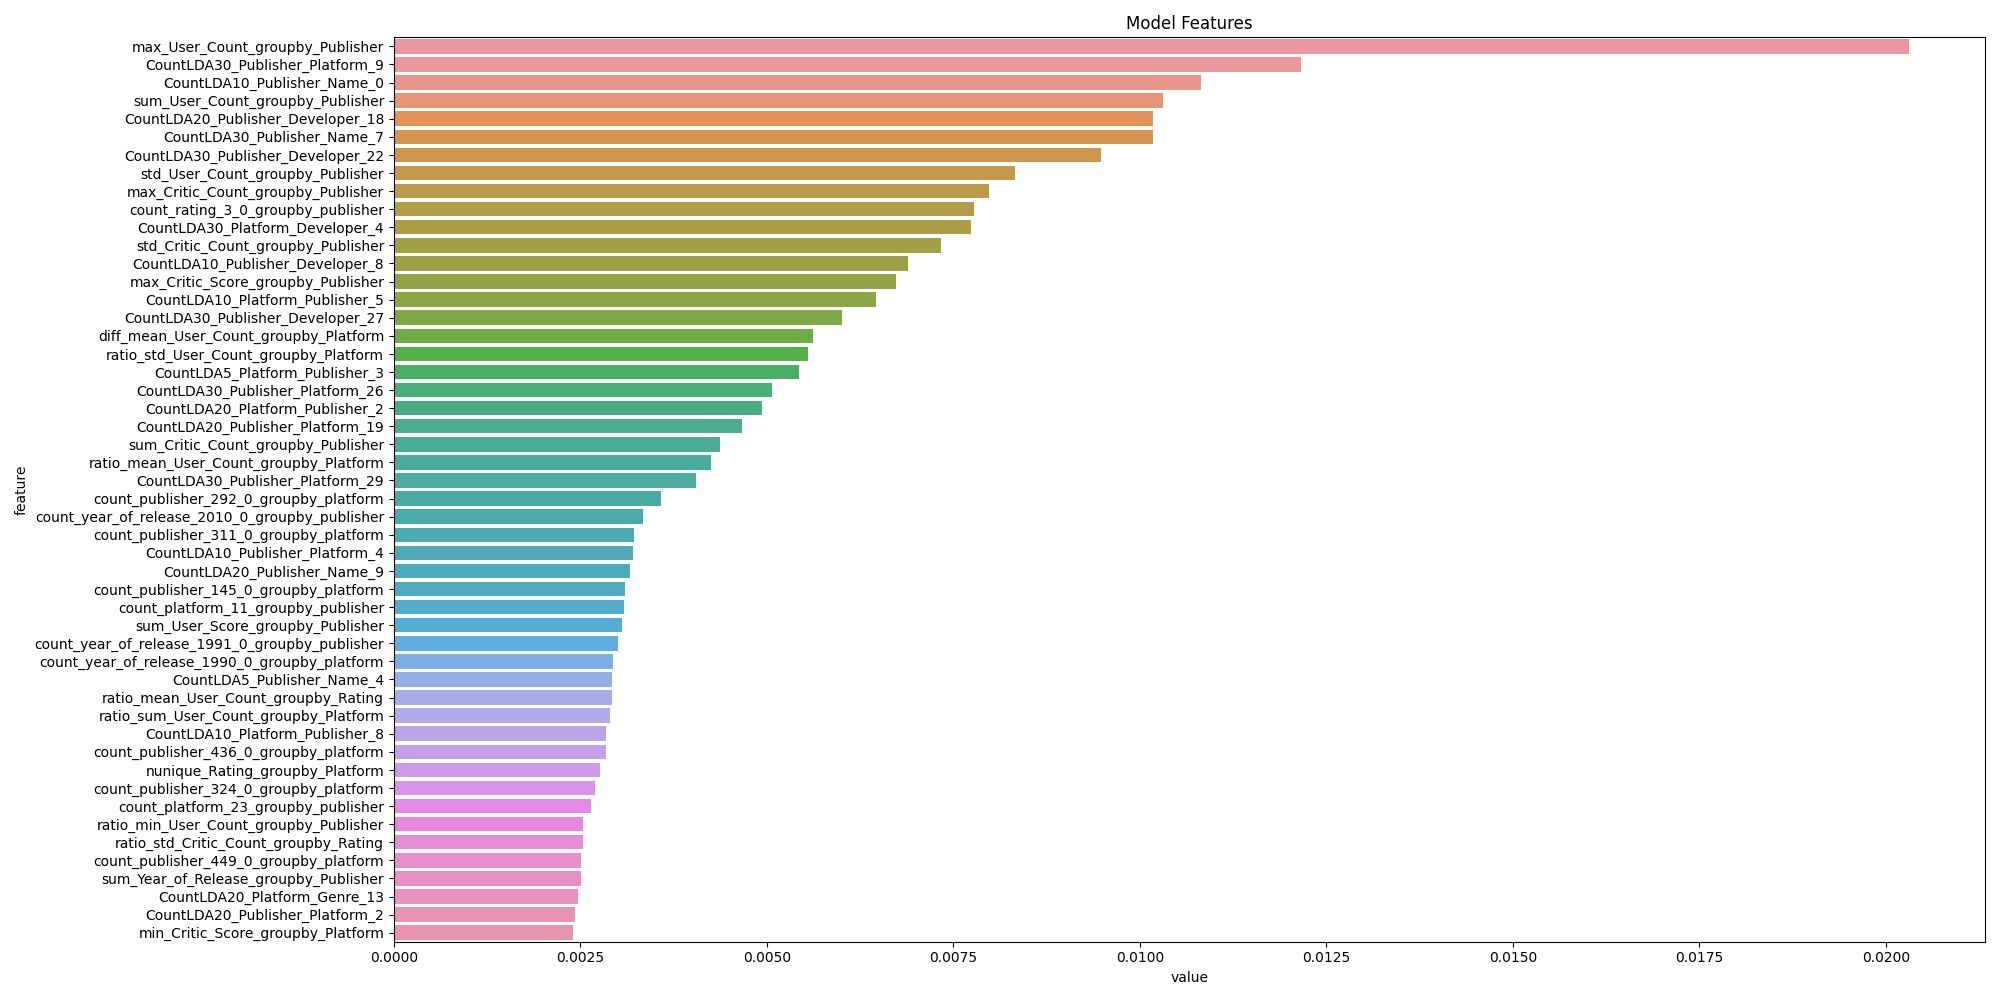 Model Features
max_User_Count_groupby_Publisher
CountLDA30_Publisher_Platform_9
CountLDA10_Publisher_Name_0
sum_User_Count_groupby_Publisher
CountLDA20_Publisher_Developer_18
CountLDA30_Publisher_Name_7
CountLDA30_Publisher_Developer_22
std_User_Count_groupby_Publisher
max_Critic_Count_groupby_Publisher
count_rating_3_0_groupby_publisher
CountLDA30_Platform_Developer_4
std_Critic_Count_groupby_Publisher
CountLDA10_Publisher_Developer_8
max_Critic_Score_groupby_Publisher
CountLDA10_Platform_Publisher_5
CountLDA30_Publisher_Developer_27
diff_mean_User_Count_groupby_Platform
ratio_std_User_Count_groupby_Platform
CountLDA5_Platform_Publisher_3
CountLDA30_Publisher_Platform_26
CountLDA20_Platform_Publisher_2
CountLDA20_Publisher_Platform_19
sum_Critic_Count_groupby_Publisher
ratio_mean_User_Count_groupby_Platform
CountLDA30_Publisher_Platform_29
count_publisher_292_0_groupby_platform
count_year_of_release_2010_0_groupby_publisher
count_publisher_311_0_groupby_platform
CountLDA10_Publisher_Platform_4
CountLDA20_Publisher_Name_9
count_publisher_145_0_groupby_platform
count_platform_11_groupby_publisher
sum_User_Score_groupby_Publisher
count_year_of_release_1991_0_groupby_publisher
count_year_of_release_1990_0_groupby_platform
CountLDA5_Publisher_Name_4
ratio_mean_User_Count_groupby_Rating
ratio_sum_User_Count_groupby_Platform
CountLDA10_Platform_Publisher_8
count_publisher_436_0_groupby_platform
nunique_Rating_groupby_Platform
count_publisher_324_0_groupby_platform
count_platform_23_groupby_publisher
ratio_min_User_Count_groupby_Publisher
ratio_std_Critic_Count_groupby_Rating
count_publisher_449_0_groupby_platform
sum_Year_of_Release_groupby_Publisher
CountLDA20_Platform_Genre_13
CountLDA20_Publisher_Platform_2
min_Critic_Score_groupby_Platform
feature
0.0000 0.0025 0.0050 0.0075 0.0100 0.0125 0.0150 0.0175 0.0200
value